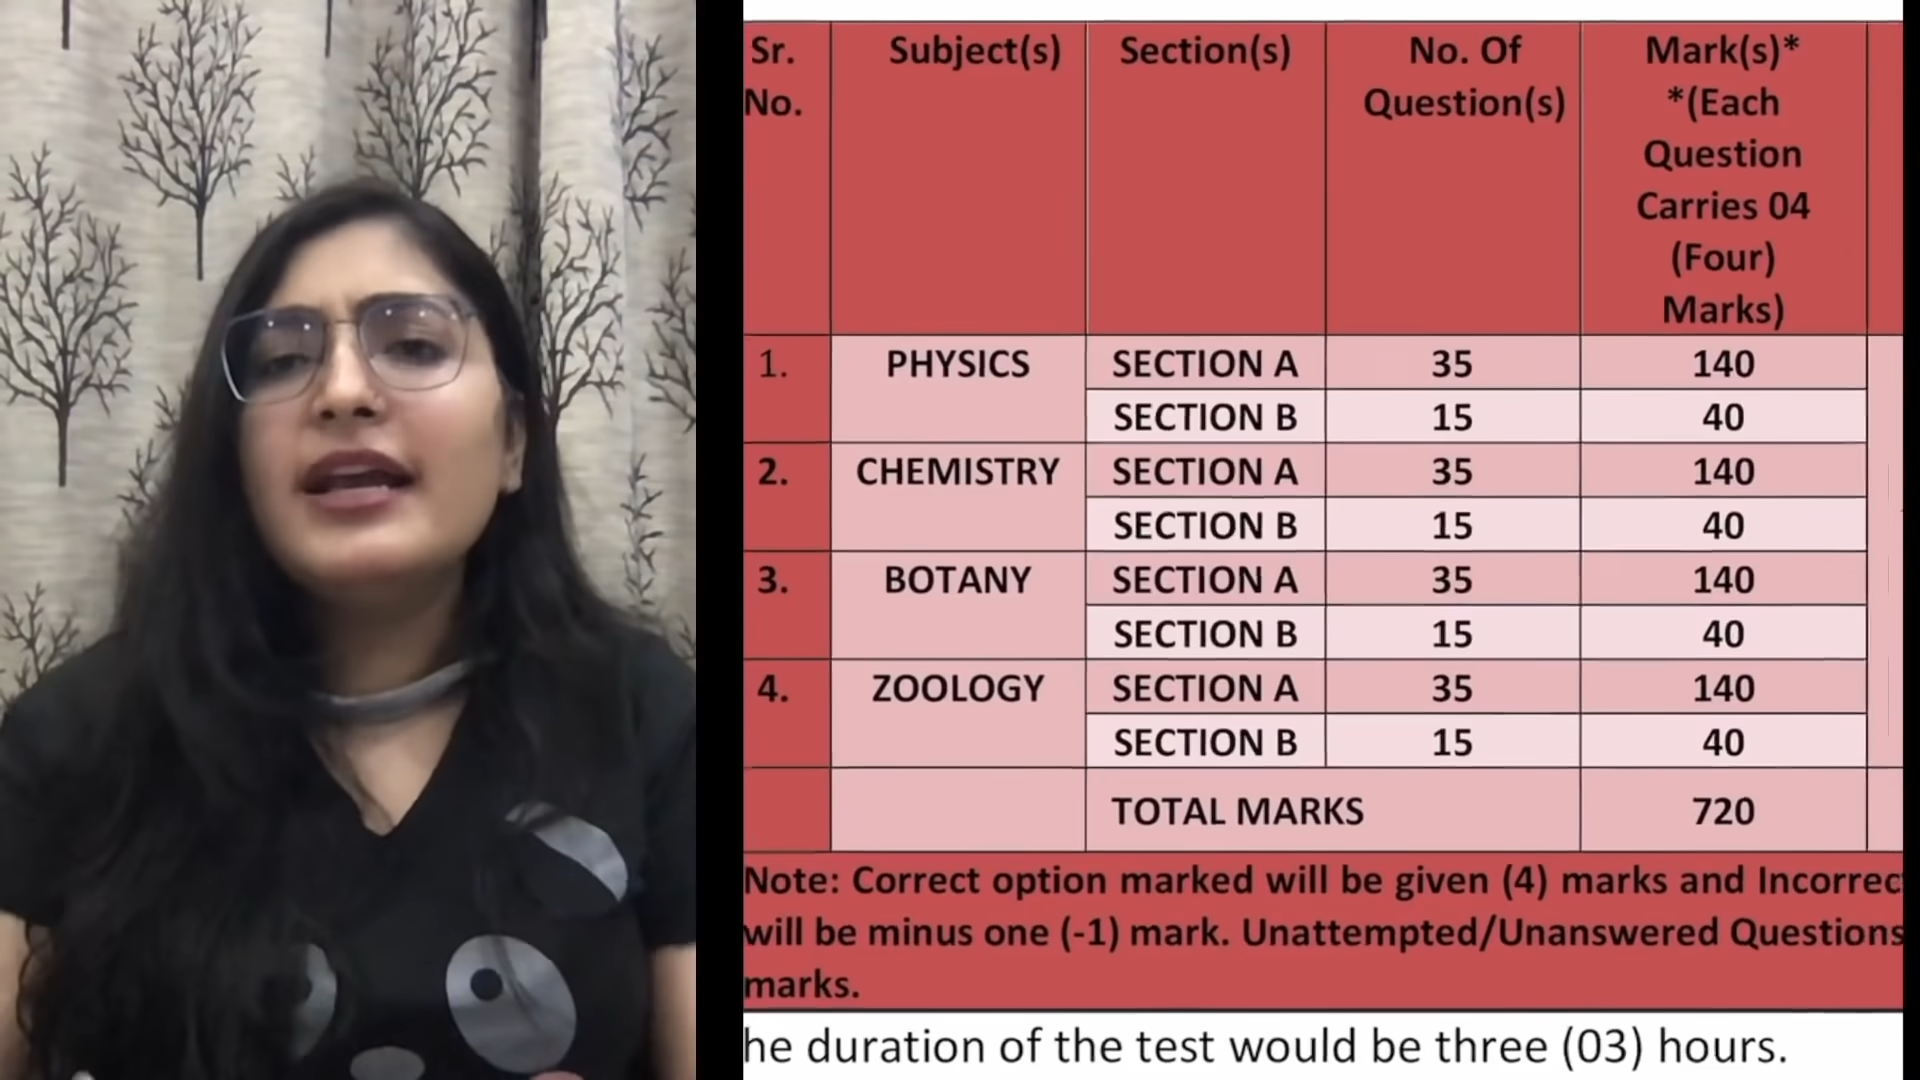 Sr. No. Subject(s) Section(s) No. Of Question(s) Mark(s)* *(Each Question Carries 04 (Four) Marks)
1. PHYSICS SECTION A 35 140
SECTION B 15 40
2. CHEMISTRY SECTION A 35 140
SECTION B 15 40
3. BOTANY SECTION A 35 140
SECTION B 15 40
4. ZOOLOGY SECTION A 35 140
SECTION B 15 40
TOTAL MARKS 720
Note: Correct option marked will be given (4) marks and
will be minus one (-1) mark. Unattempted/Unanswered Questions
marks.
duration of the test would be three (03) hours.